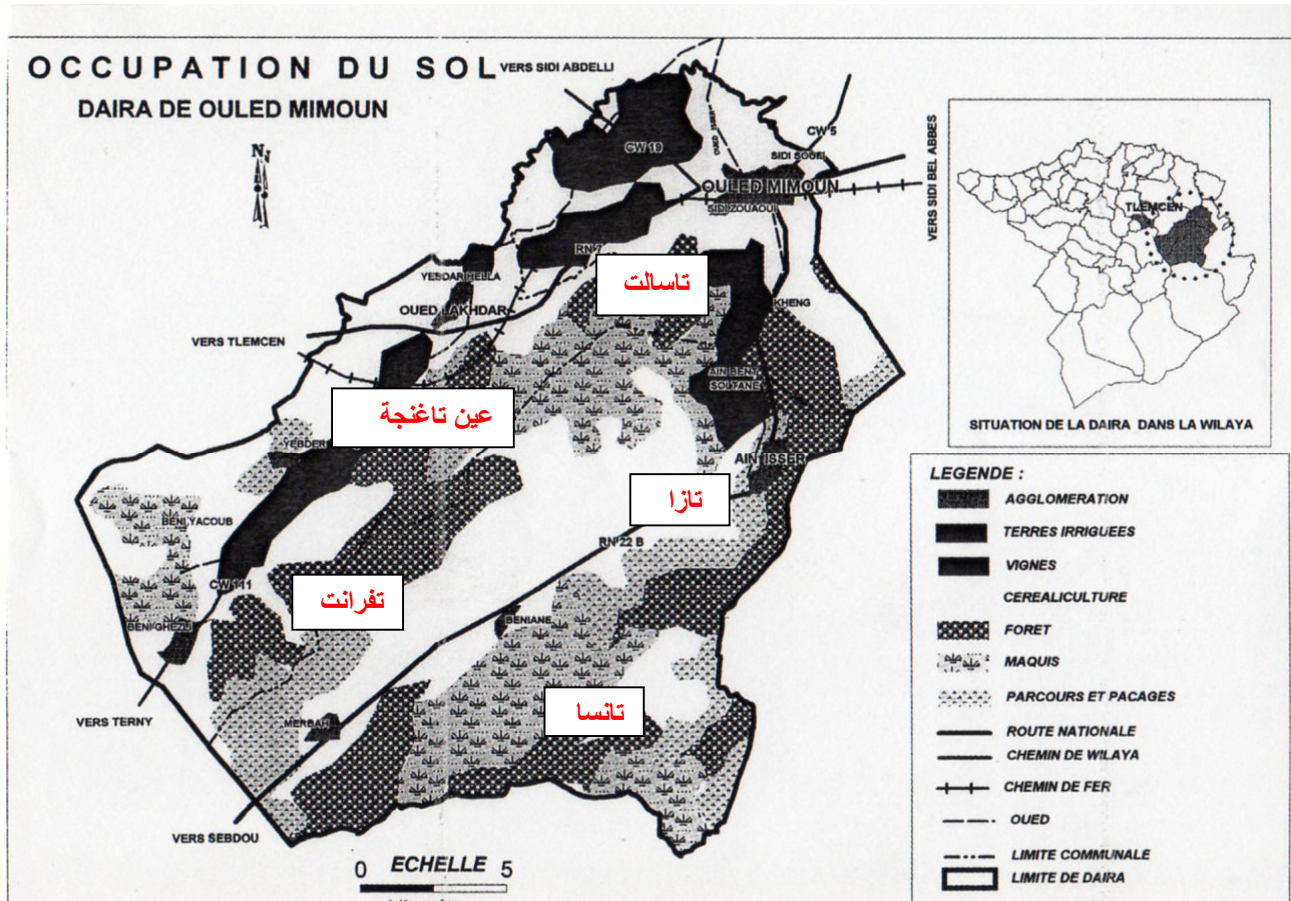 OCCUPATION DU SOL
DAIRA DE OULED MIMOUN
N
VERS SIDI ABDELLI
CW 5
SIDI SOUFI
CW 19
OULED MIMOUN
SIDI ZOUAOUI
VERS SIDI BEL ABBES
RN 7
تاسالت
KHENG
OUED LAKHDAR
VERS TLEMCEN
AIN BENT
SOLTANE
عين تاغنجة
YEBDER
AIN ISSER
تازا
BENI YACOUB
RN 22 B
CW 111
تفرانت
BENI GHEZLI
BENIANE
تانسا
MERBAH
VERS TERNY
VERS SEBDOU
0 ECHELLE 5
TLEMCEN
SITUATION DE LA DAIRA DANS LA WILAYA
LEGENDE :
AGGLOMERATION
TERRES IRRIGUEES
VIGNES
CEREALICULTURE
FORET
MAQUIS
PARCOURS ET PACAGES
ROUTE NATIONALE
CHEMIN DE WILAYA
CHEMIN DE FER
OUED
LIMITE COMMUNALE
LIMITE DE DAIRA